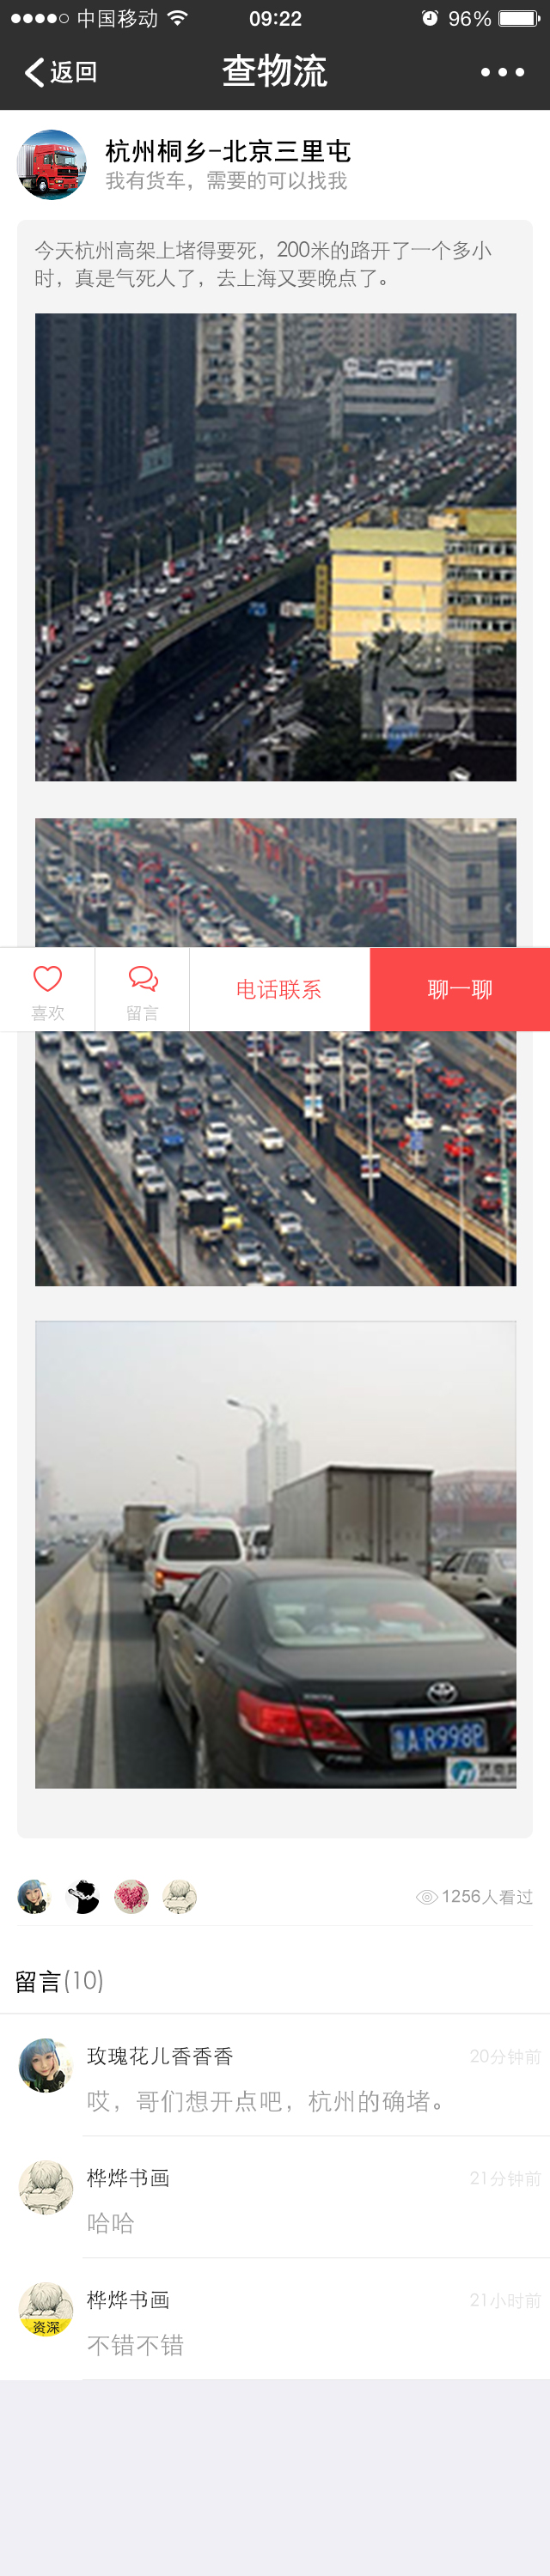 中国移动 09:22 96%
返回 查物流
杭州桐乡-北京三里屯
我有货车，需要的可以找我
今天杭州高架上堵得要死，200米的路开了一个多小
时，真是气死人了，去上海又要晚点了。
喜欢 留言 电话联系 聊一聊
1256人看过
留言(10)
玫瑰花儿香香香 20分钟前
哎，哥们想开点吧，杭州的确堵。
桦烨书画 21分钟前
哈哈
桦烨书画 21小时前
资深
不错不错